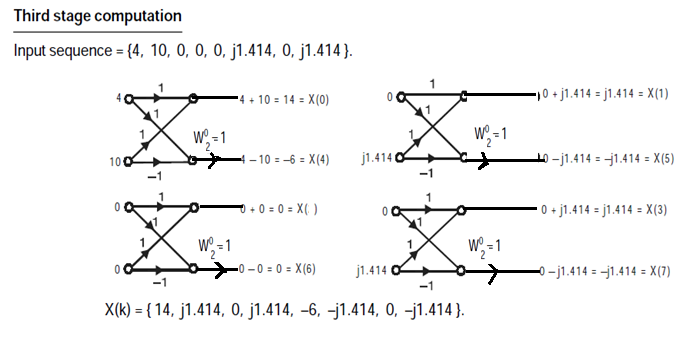 Third stage computation
Input sequence = {4, 10, 0, 0, 0, j1.414, 0, j1.414}.
4 1 4 + 10 = 14 = X(0)
1
1 W⁰₂ = 1
10 –1 4 – 10 = –6 = X(4)
0 1 0 + j1.414 = j1.414 = X(1)
1
1 W⁰₂ = 1
j1.414 –1 0 – j1.414 = –j1.414 = X(5)
0 1 0 + 0 = 0 = X( )
1
1 W⁰₂ = 1
0 –1 0 – 0 = 0 = X(6)
0 1 0 + j1.414 = j1.414 = X(3)
1
1 W⁰₂ = 1
j1.414 –1 0 – j1.414 = –j1.414 = X(7)
X(k) = { 14, j1.414, 0, j1.414, –6, –j1.414, 0, –j1.414 }.